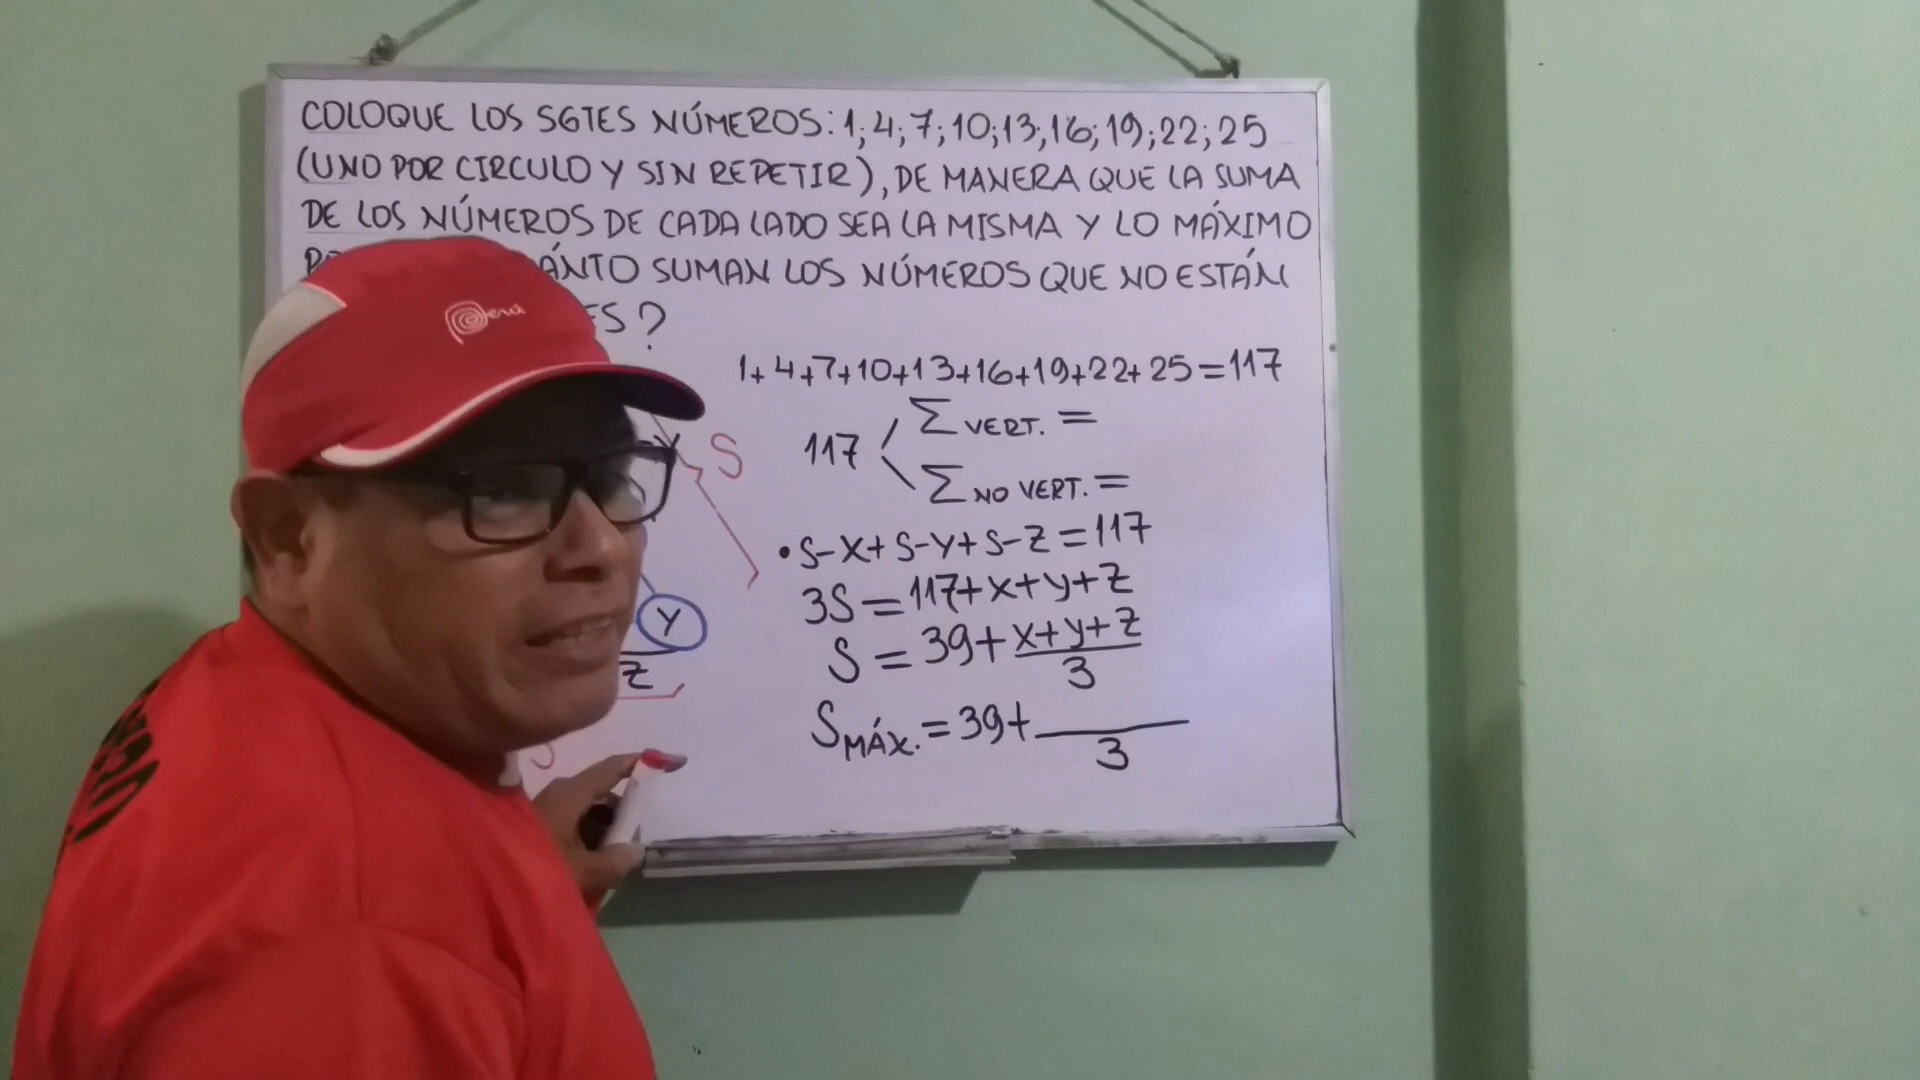 COLOQUE LOS SGTES NÚMEROS: 1; 4; 7; 10; 13; 16; 19; 22; 25
(UNO POR CIRCULO Y SIN REPETIR), DE MANERA QUE LA SUMA
DE LOS NÚMEROS DE CADA LADO SEA LA MISMA Y LO MÁXIMO
ÁNTO SUMAN LOS NÚMEROS QUE NO ESTÁN
ES?
Perú
1+4+7+10+13+16+19+22+25=117
117
Σ VERT. =
Σ NO VERT. =
S
• S-X+S-Y+S-Z=117
3S=117+X+Y+Z
Y
S=39+X+Y+Z
3
Z
SMÁX.=39+
3